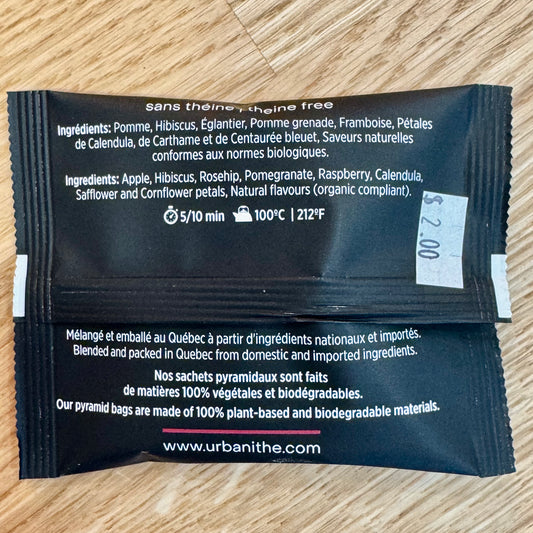 sans théine, theine free
Ingrédients: Pomme, Hibiscus, Églantier, Pomme grenade, Framboise, Pétales
de Calendula, de Carthame et de Centaurée bleuet, Saveurs naturelles
conformes aux normes biologiques.
Ingredients: Apple, Hibiscus, Rosehip, Pomegranate, Raspberry, Calendula,
Safflower and Cornflower petals, Natural flavours (organic compliant).
5/10 min 100ºC | 212ºF
$ 2.00
Mélangé et emballé au Québec à partir d'ingrédients nationaux et importés.
Blended and packed in Quebec from domestic and imported ingredients.
Nos sachets pyramidaux sont faits
de matières 100% végétales et biodégradables.
Our pyramid bags are made of 100% plant-based and biodegradable materials.
www.urbanithe.com